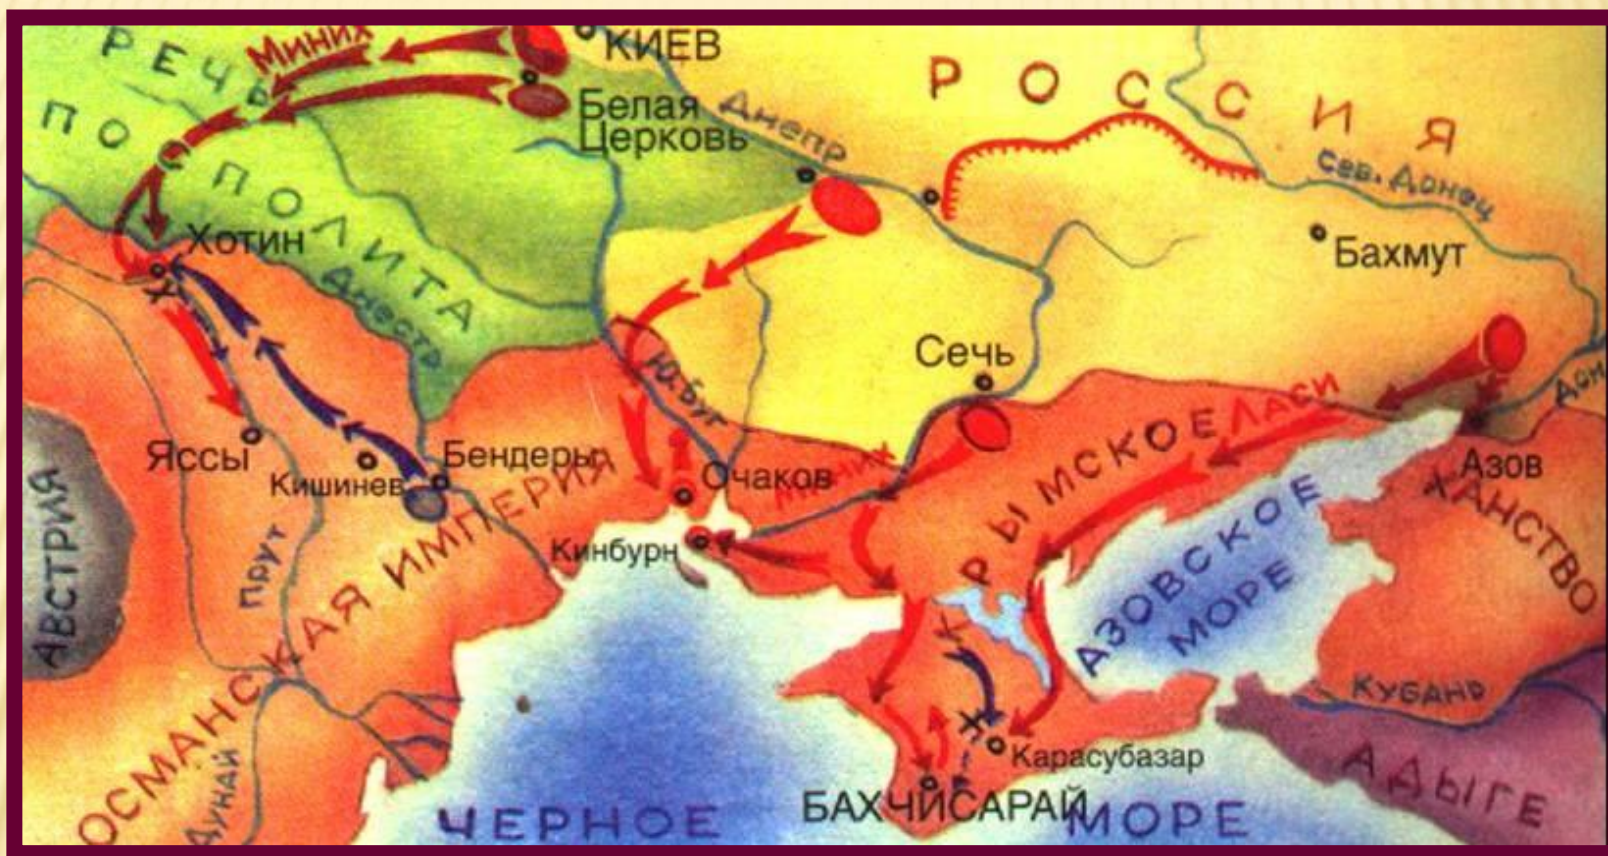 РЕЧЬ
Миних
КИЕВ
РОССИЯ
ПОСПОЛИТА
Белая
Церковь
Днепр
сев. Донец
Хотин
Бахмут
Днестр
Сечь
Ю. Буг
Ласи
Дон
Яссы
Кишинев
Бендеры
Очаков
Миних
Азов
КРЫМСКОЕ
ХАНСТВО
АВСТРИЯ
ОСМАНСКАЯ ИМПЕРИЯ
Кинбурн
Прут
АЗОВСКОЕ
МОРЕ
КУБАНЬ
Карасубазар
АДЫГЕ
Дунай
БАХЧИСАРАЙ
ЧЕРНОЕ МОРЕ